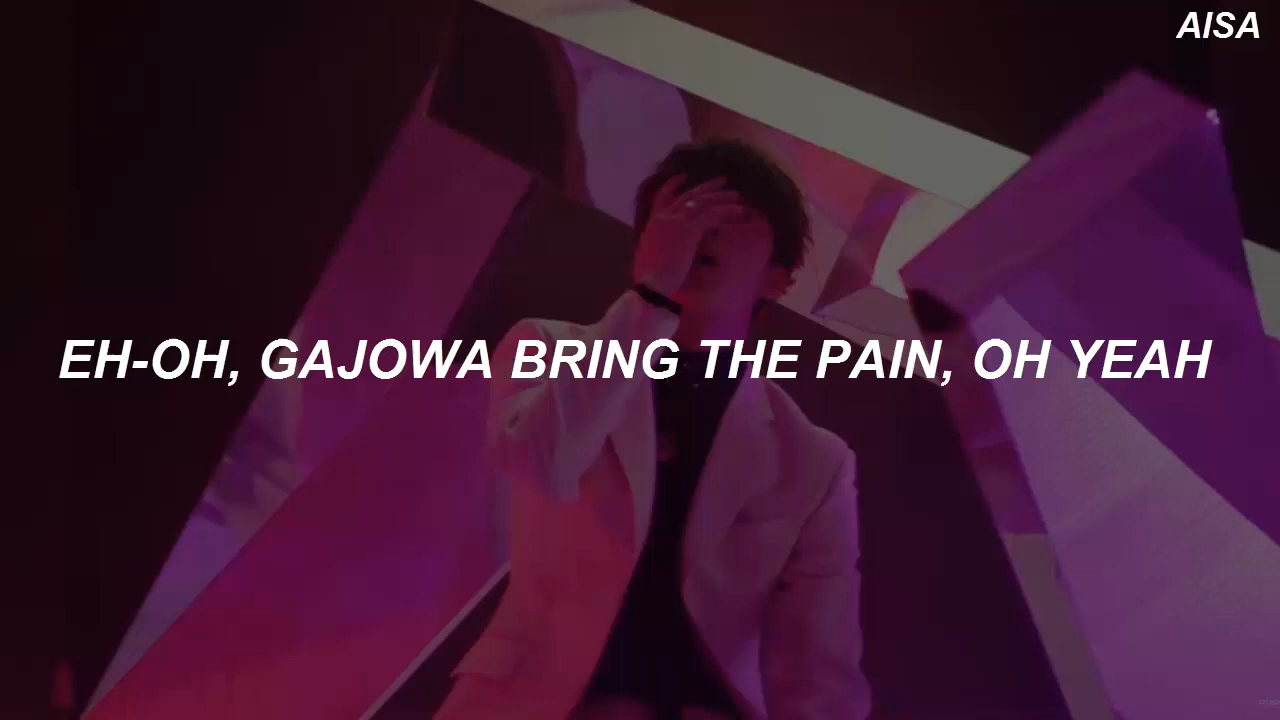 AISA
EH-OH, GAJOWA BRING THE PAIN, OH YEAH